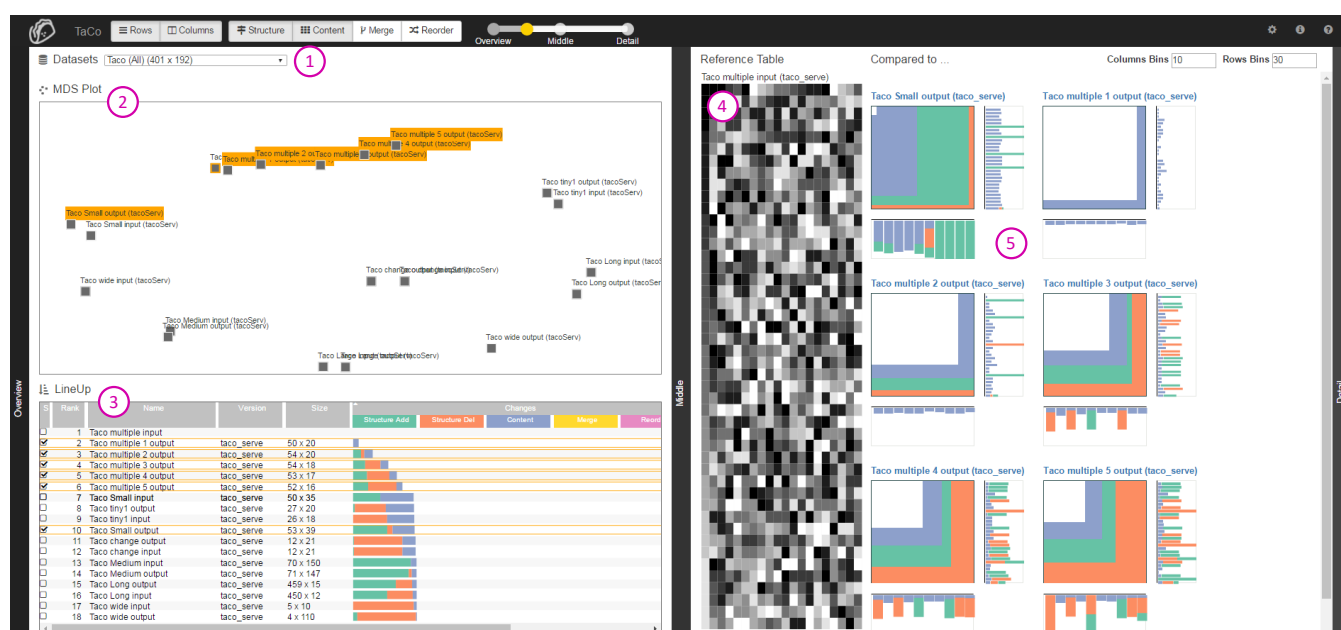 TaCo Rows Columns Structure Content Merge Reorder
Overview Middle Detail
Datasets Taco (All) (401 x 192)
1
MDS Plot
2
Taco multiple 5 output (tacoServ)
4 output (tacoServ)
Taco multiple 2
Taco tiny1 output (tacoServ)
Taco tiny1 input (tacoServ)
Taco Small output (tacoServ)
Taco Small input (tacoServ)
Taco Long input
Taco wide input (tacoServ)
Taco Long output (tacoSer
Taco Medium input (tacoServ)
Taco Medium output (tacoServ)
Taco wide output (tacoServ)
LineUp
3
S Rank Name Version Size Changes
Structure Add Structure Del Content Merge Reord
1 Taco multiple input
2 Taco multiple 1 output taco_serve 50 x 20
3 Taco multiple 2 output taco_serve 54 x 20
4 Taco multiple 3 output taco_serve 54 x 18
5 Taco multiple 4 output taco_serve 53 x 17
6 Taco multiple 5 output taco_serve 52 x 16
7 Taco Small input taco_serve 50 x 35
8 Taco tiny1 output taco_serve 27 x 20
9 Taco tiny1 input taco_serve 26 x 18
10 Taco Small output taco_serve 53 x 39
11 Taco change output taco_serve 12 x 21
12 Taco change input taco_serve 12 x 21
13 Taco Medium input taco_serve 70 x 150
14 Taco Medium output taco_serve 71 x 147
15 Taco Long output taco_serve 459 x 15
16 Taco Long input taco_serve 450 x 12
17 Taco wide input taco_serve 5 x 10
18 Taco wide output taco_serve 4 x 110
Overview
Middle
Reference Table Compared to ... Columns Bins 10 Rows Bins 30
Taco multiple input (taco_serve)
4
Taco Small output (taco_serve) Taco multiple 1 output (taco_serve)
5
Taco multiple 2 output (taco_serve) Taco multiple 3 output (taco_serve)
Taco multiple 4 output (taco_serve) Taco multiple 5 output (taco_serve)
Detail